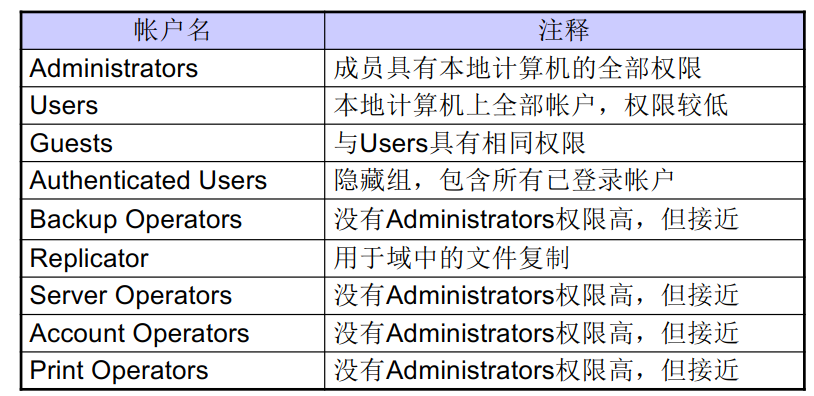 帐户名 注释
Administrators 成员具有本地计算机的全部权限
Users 本地计算机上全部帐户，权限较低
Guests 与Users具有相同权限
Authenticated Users 隐藏组，包含所有已登录帐户
Backup Operators 没有Administrators权限高，但接近
Replicator 用于域中的文件复制
Server Operators 没有Administrators权限高，但接近
Account Operators 没有Administrators权限高，但接近
Print Operators 没有Administrators权限高，但接近